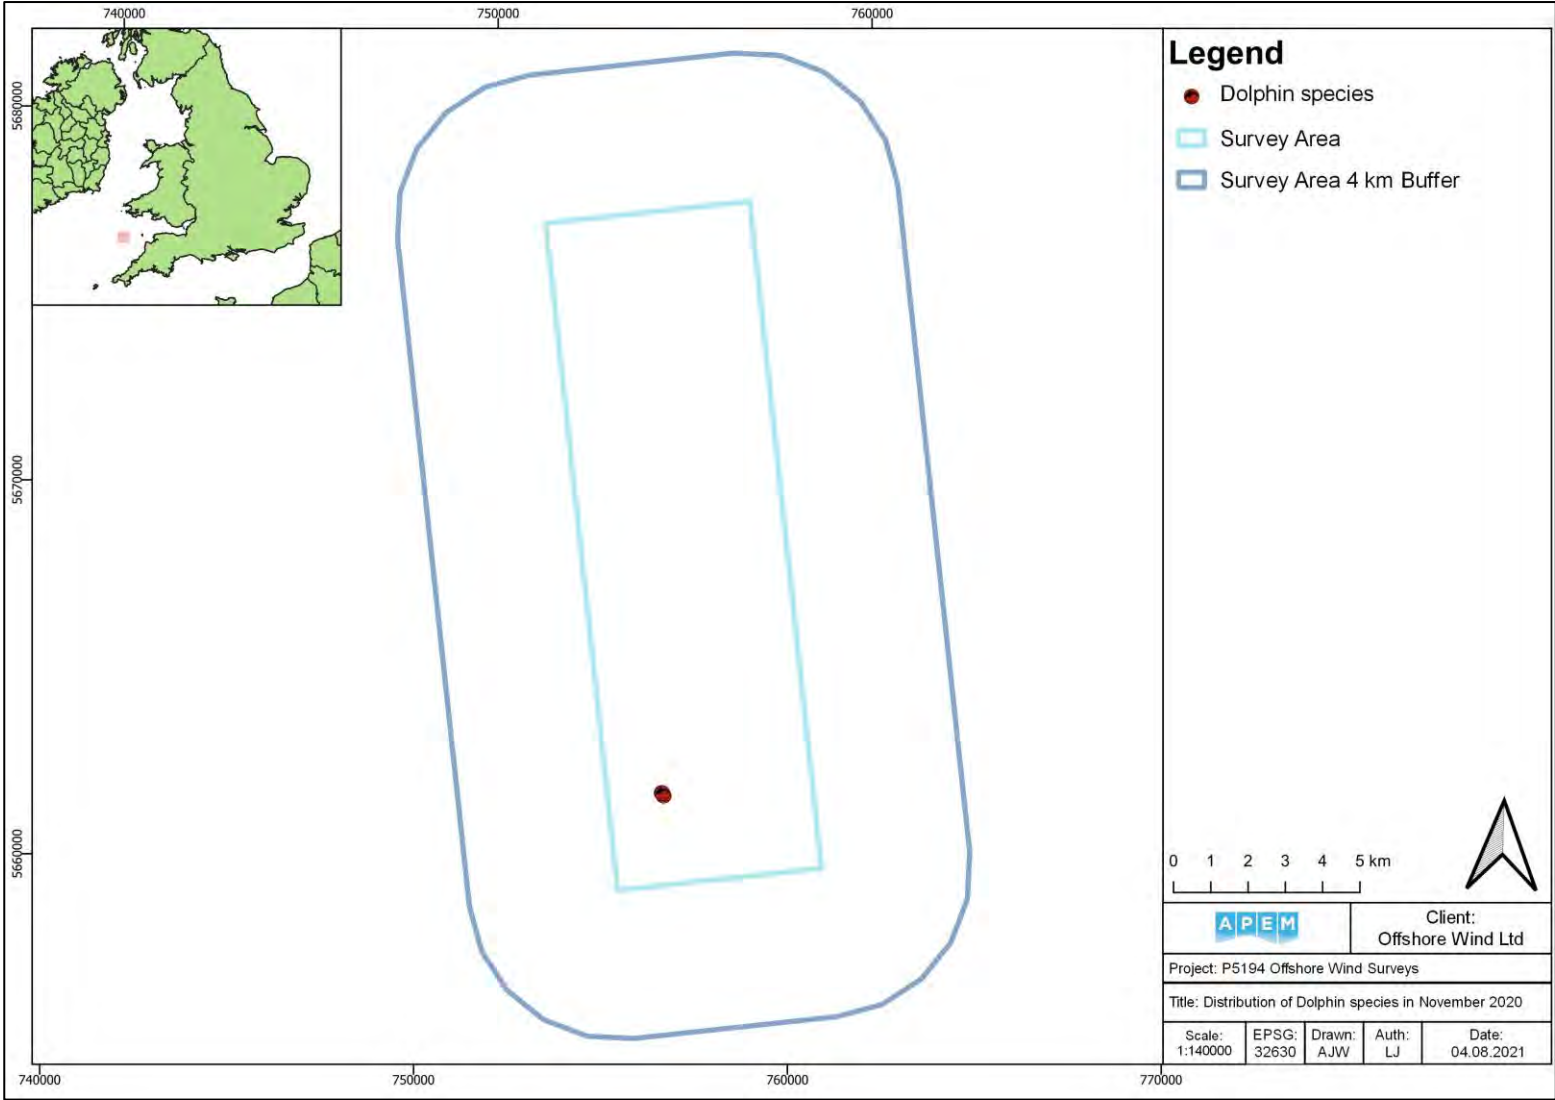 740000 750000 760000
5680000
5670000
5660000
740000 750000 760000 770000
Legend
Dolphin species
Survey Area
Survey Area 4 km Buffer
0 1 2 3 4 5 km
APEM
Client:
Offshore Wind Ltd
Project: P5194 Offshore Wind Surveys
Title: Distribution of Dolphin species in November 2020
Scale:
1:140000
EPSG:
32630
Drawn:
AJW
Auth:
LJ
Date:
04.08.2021